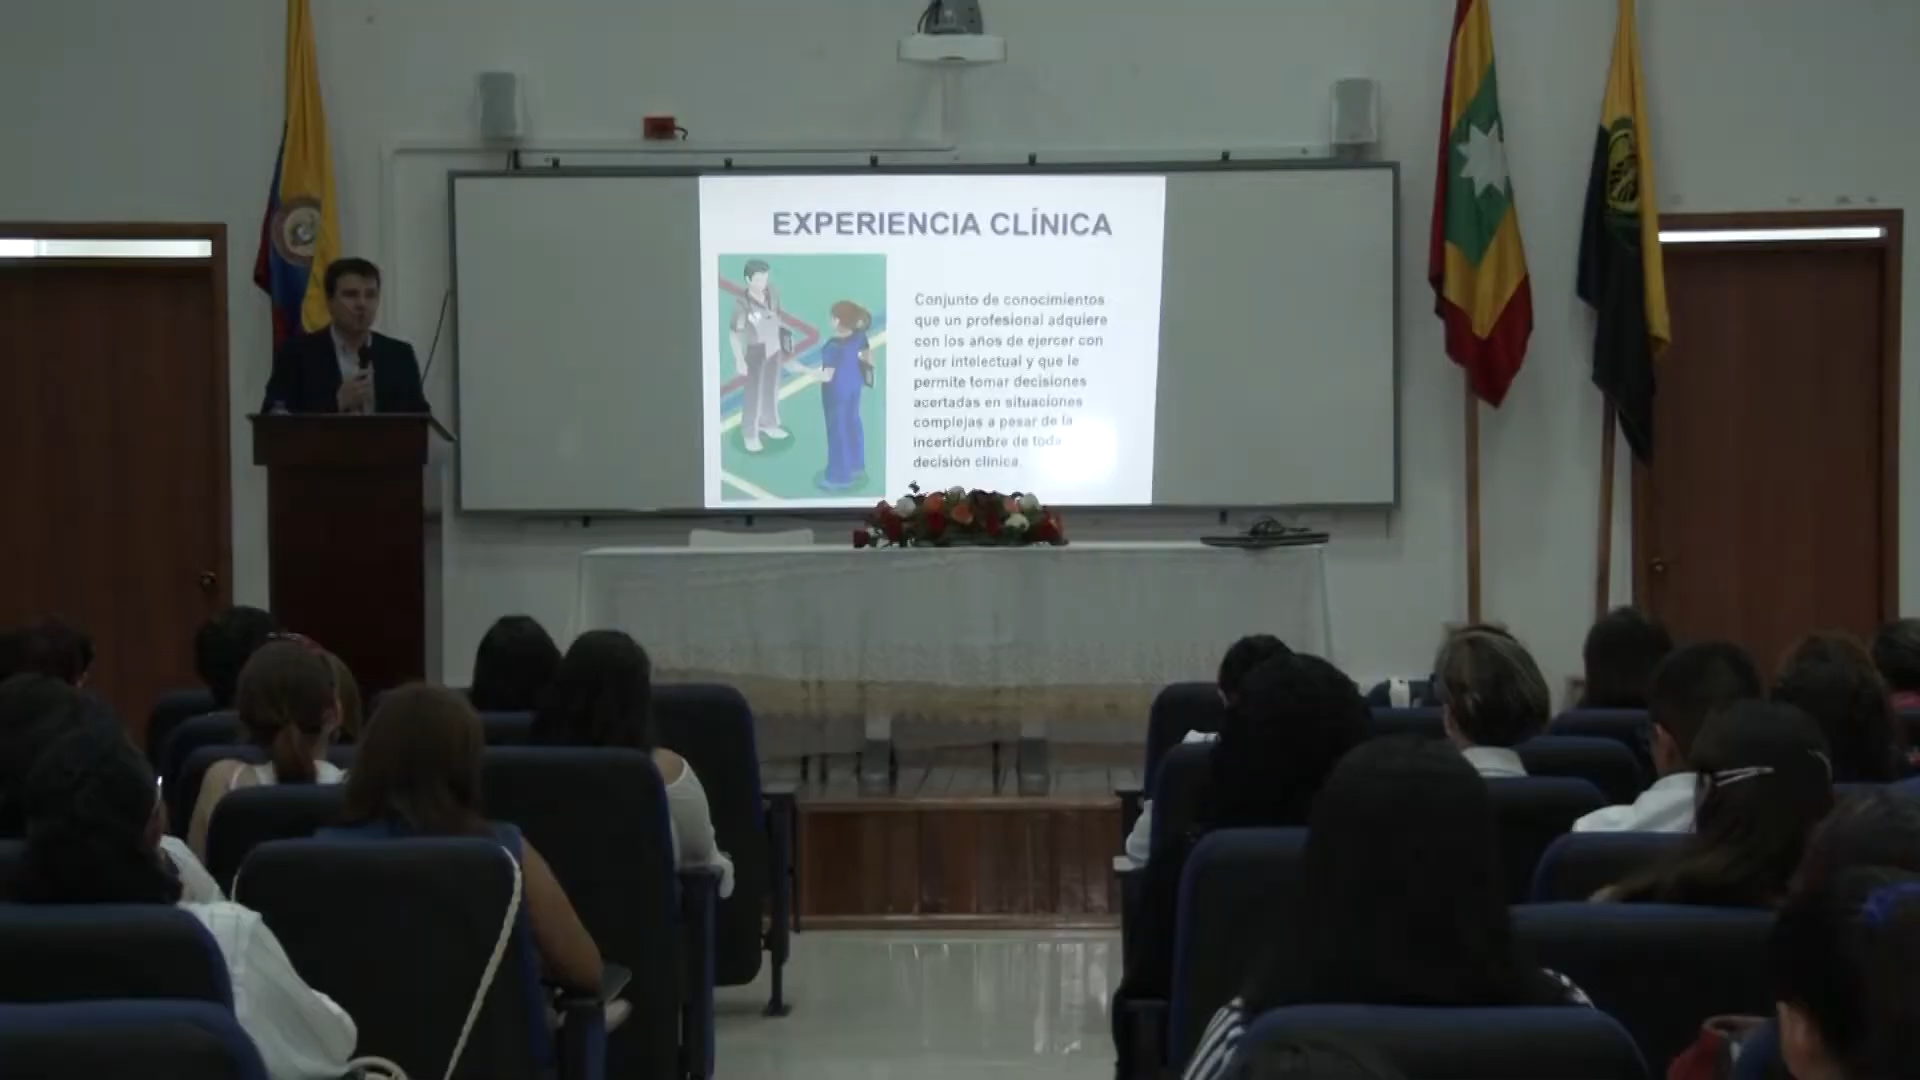 EXPERIENCIA CLÍNICA
Conjunto de conocimientos
que un profesional adquiere
con los años de ejercer con
rigor intelectual y que le
permite tomar decisiones
acertadas en situaciones
complejas a pesar de la
incertidumbre de toda
decisión clínica.